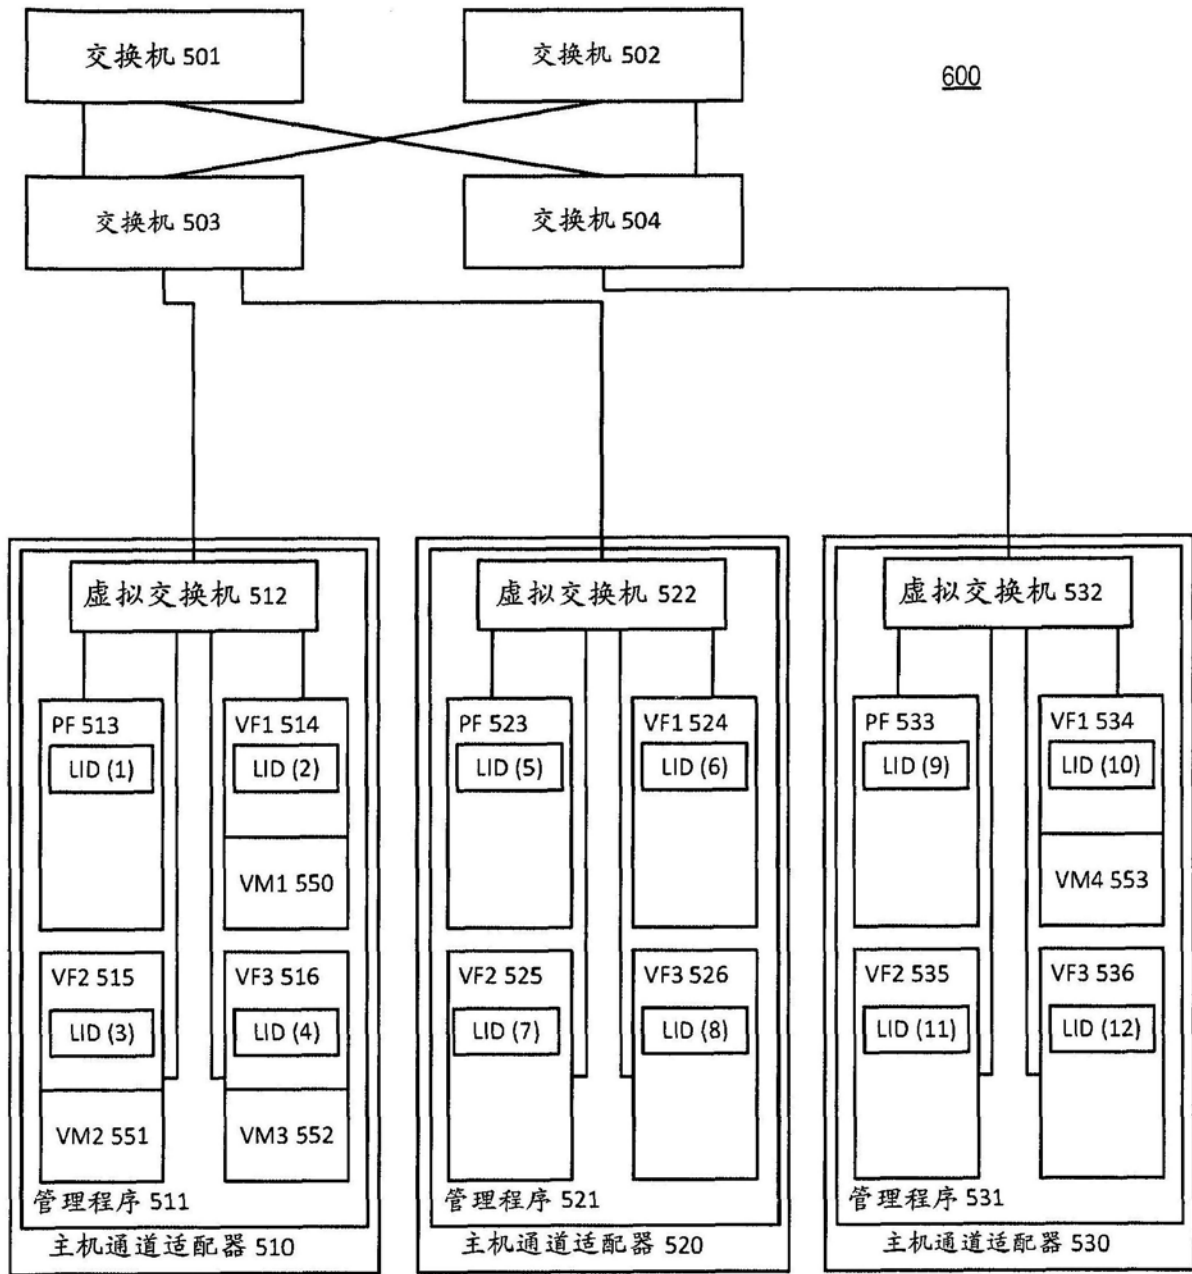 交换机 501
交换机 502
600
交换机 503
交换机 504
虚拟交换机 512
PF 513
LID (1)
VF1 514
LID (2)
VM1 550
VF2 515
LID (3)
VM2 551
VF3 516
LID (4)
VM3 552
管理程序 511
主机通道适配器 510
虚拟交换机 522
PF 523
LID (5)
VF1 524
LID (6)
VF2 525
LID (7)
VF3 526
LID (8)
管理程序 521
主机通道适配器 520
虚拟交换机 532
PF 533
LID (9)
VF1 534
LID (10)
VM4 553
VF2 535
LID (11)
VF3 536
LID (12)
管理程序 531
主机通道适配器 530